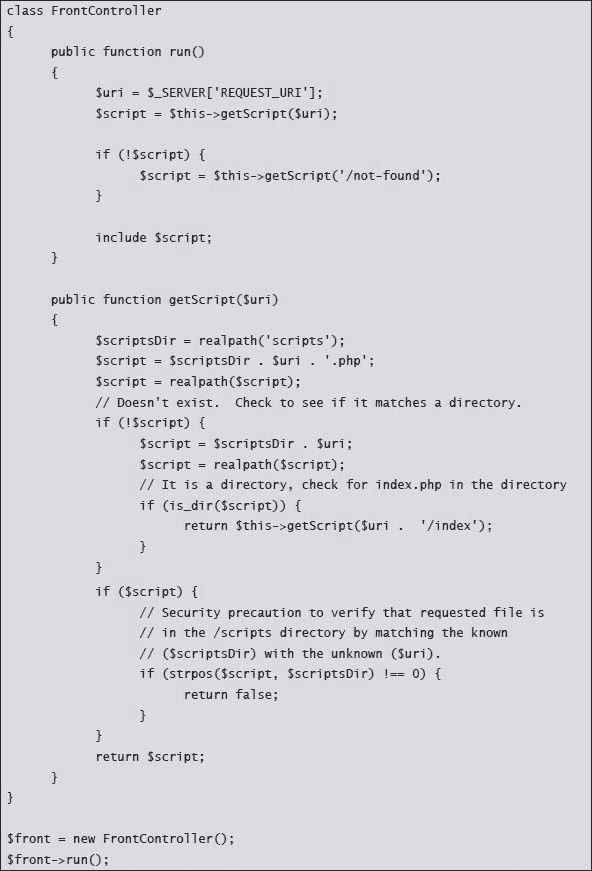 class FrontController
{
public function run()
{
$uri = $_SERVER['REQUEST_URI'];
$script = $this->getScript($uri);
if (!$script) {
$script = $this->getScript('/not-found');
}
include $script;
}
public function getScript($uri)
{
$scriptsDir = realpath('scripts');
$script = $scriptsDir . $uri . '.php';
$script = realpath($script);
// Doesn't exist.  Check to see if it matches a directory.
if (!$script) {
$script = $scriptsDir . $uri;
$script = realpath($script);
// It is a directory, check for index.php in the directory
if (is_dir($script)) {
return $this->getScript($uri .  '/index');
}
}
if ($script) {
// Security precaution to verify that requested file is
// in the /scripts directory by matching the known
// ($scriptsDir) with the unknown ($uri).
if (strpos($script, $scriptsDir) !== 0) {
return false;
}
}
return $script;
}
}
$front = new FrontController();
$front->run();